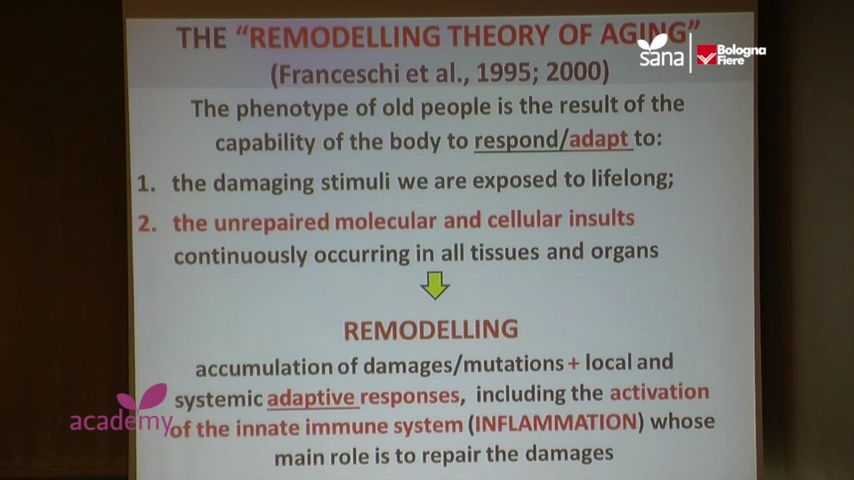 THE “REMODELLING THEORY OF AGING”
sana
Bologna
Fiere
(Franceschi et al., 1995; 2000)
The phenotype of old people is the result of the
capability of the body to respond/adapt to:
1. the damaging stimuli we are exposed to lifelong;
2. the unrepaired molecular and cellular insults
continuously occurring in all tissues and organs
REMODELLING
accumulation of damages/mutations + local and
systemic adaptive responses, including the activation
academy
of the innate immune system (INFLAMMATION) whose
main role is to repair the damages